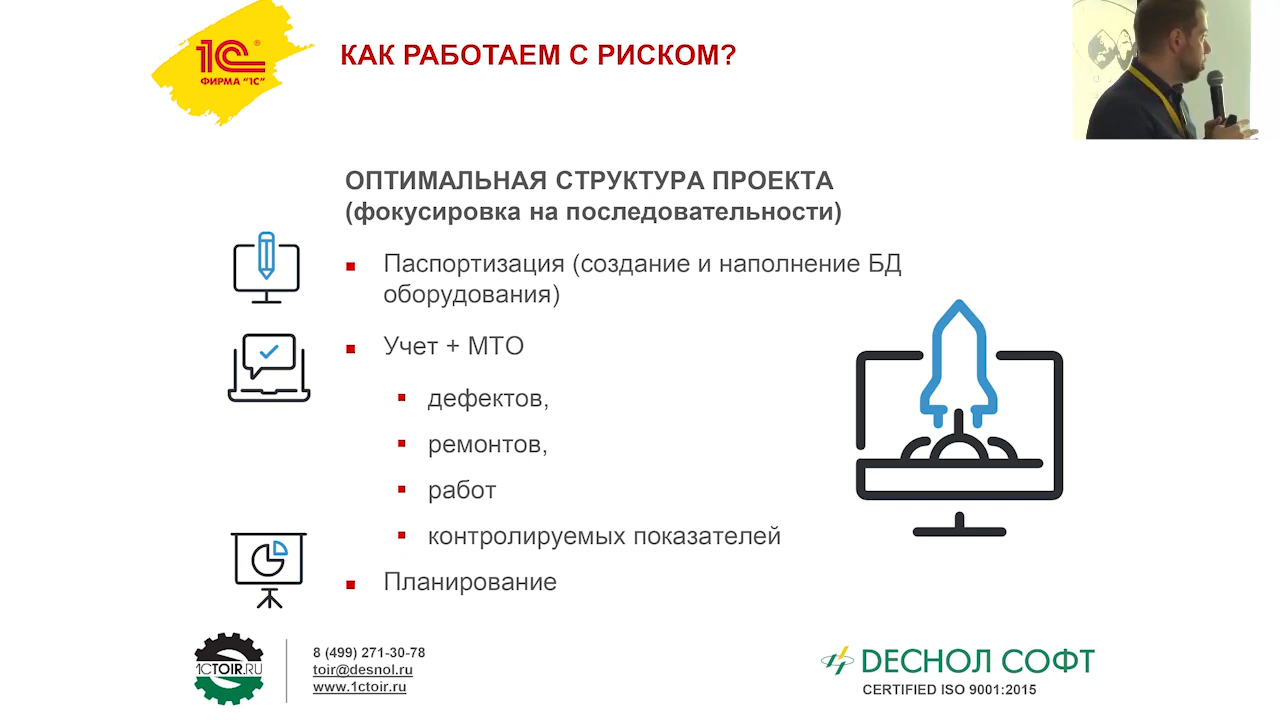 1С®
ФИРМА "1С"
КАК РАБОТАЕМ С РИСКОМ?
ОПТИМАЛЬНАЯ СТРУКТУРА ПРОЕКТА
(фокусировка на последовательности)
Паспортизация (создание и наполнение БД
оборудования)
Учет + МТО
дефектов,
ремонтов,
работ
контролируемых показателей
Планирование
1CTOIR.RU
8 (499) 271-30-78
toir@desnol.ru
www.1ctoir.ru
DЕСНОЛ СОФТ
CERTIFIED ISO 9001:2015